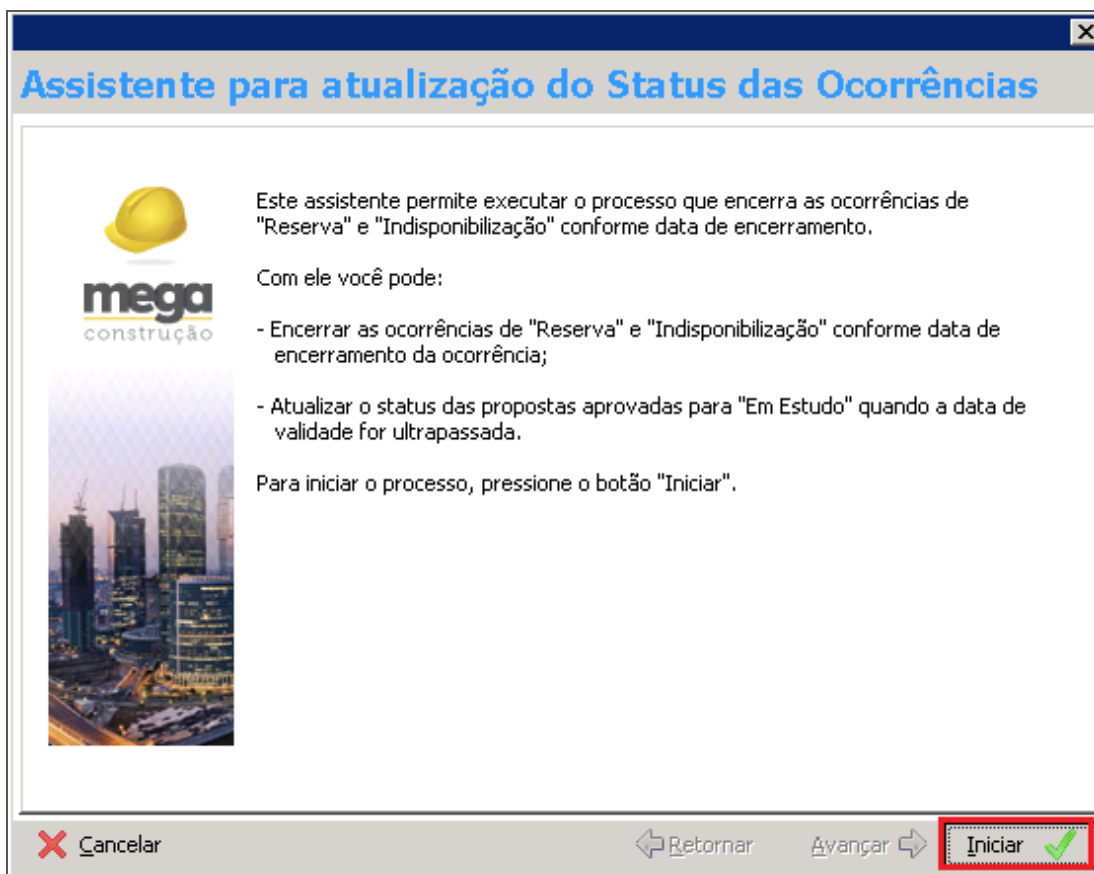 Assistente para atualização do Status das Ocorrências
Este assistente permite executar o processo que encerra as ocorrências de
"Reserva" e "Indisponibilização" conforme data de encerramento.
mega
construção
Com ele você pode:
- Encerrar as ocorrências de "Reserva" e "Indisponibilização" conforme data de
encerramento da ocorrência;
- Atualizar o status das propostas aprovadas para "Em Estudo" quando a data de
validade for ultrapassada.
Para iniciar o processo, pressione o botão "Iniciar".
Cancelar
Retornar
Avançar
Iniciar